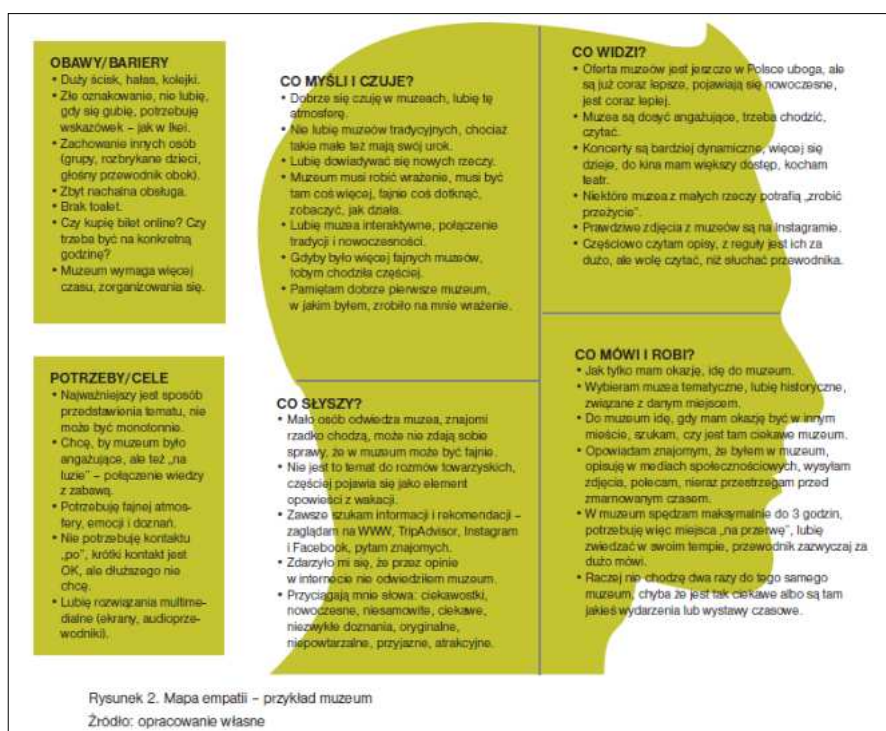 OBAWY/BARIERY
• Duży ścisk, hałas, kolejki.
• Złe oznakowanie, nie lubię,
gdy się gubię, potrzebuję
wskazówek – jak w Ikei.
• Zachowanie innych osób
(grupy, rozbrykane dzieci,
głośny przewodnik obok).
• Zbyt nachalna obsługa.
• Brak toalet.
• Czy kupię bilet online? Czy
trzeba być na konkretną
godzinę?
• Muzeum wymaga więcej
czasu, zorganizowania się.
POTRZEBY/CELE
• Najważniejszy jest sposób
przedstawienia tematu, nie
może być monotonnie.
• Chcę, by muzeum było
angażujące, ale też „na
luzie” – połączenie wiedzy
z zabawą.
• Potrzebuję fajnej atmos-
fery, emocji i doznań.
• Nie potrzebuję kontaktu
„po”, krótki kontakt jest
OK, ale dłuższego nie
chcę.
• Lubię rozwiązania multime-
dialne (ekrany, audioprze-
wodniki).
CO MYŚLI I CZUJE?
• Dobrze się czuję w muzeach, lubię tę
atmosferę.
• Nie lubię muzeów tradycyjnych, chociaż
takie małe też mają swój urok.
• Lubię dowiadywać się nowych rzeczy.
• Muzeum musi robić wrażenie, musi być
tam coś więcej, fajnie coś dotknąć,
zobaczyć, jak działa.
• Lubię muzea interaktywne, połączenie
tradycji i nowoczesności.
• Gdyby było więcej fajnych muzeów,
tobym chodziła częściej.
• Pamiętam dobrze pierwsze muzeum,
w jakim byłem, zrobiło na mnie wrażenie.
CO SŁYSZY?
• Mało osób odwiedza muzea, znajomi
rzadko chodzą, może nie zdają sobie
sprawy, że w muzeum może być fajnie.
• Nie jest to temat do rozmów towarzyskich,
częściej pojawia się jako element
opowieści z wakacji.
• Zawsze szukam informacji i rekomendacji –
zaglądam na WWW, TripAdvisor, Instagram
i Facebook, pytam znajomych.
• Zdarzyło mi się, że przez opinie
w internecie nie odwiedziłem muzeum.
• Przyciągają mnie słowa: ciekawostki,
nowoczesne, niesamowite, ciekawe,
niezwykłe doznania, oryginalne,
niepowtarzalne, przyjazne, atrakcyjne.
CO WIDZI?
• Oferta muzeów jest jeszcze w Polsce uboga, ale
są już coraz lepsze, pojawiają się nowoczesne,
jest coraz lepiej.
• Muzea są dosyć angażujące, trzeba chodzić,
czytać.
• Koncerty są bardziej dynamiczne, więcej się
dzieje, do kina mam większy dostęp, kocham
teatr.
• Niektóre muzea z małych rzeczy potrafią „zrobić
przeżycie”.
• Prawdziwe zdjęcia z muzeów są na Instagramie.
• Częściowo czytam opisy, z reguły jest ich za
dużo, ale wolę czytać, niż słuchać przewodnika.
CO MÓWI I ROBI?
• Jak tylko mam okazję, idę do muzeum.
• Wybieram muzea tematyczne, lubię historyczne,
związane z danym miejscem.
• Do muzeum idę, gdy mam okazję być w innym
mieście, szukam, czy jest tam ciekawe muzeum.
• Opowiadam znajomym, że byłem w muzeum,
opisuję w mediach społecznościowych, wysyłam
zdjęcia, polecam, nieraz przestrzegam przed
zmarnowanym czasem.
• W muzeum spędzam maksymalnie do 3 godzin,
potrzebuję więc miejsca „na przerwę”, lubię
zwiedzać w swoim tempie, przewodnik zazwyczaj za
dużo mówi.
• Raczej nie chodzę dwa razy do tego samego
muzeum, chyba że jest tak ciekawe albo są tam
jakieś wydarzenia lub wystawy czasowe.
Rysunek 2. Mapa empatii – przykład muzeum
Źródło: opracowanie własne